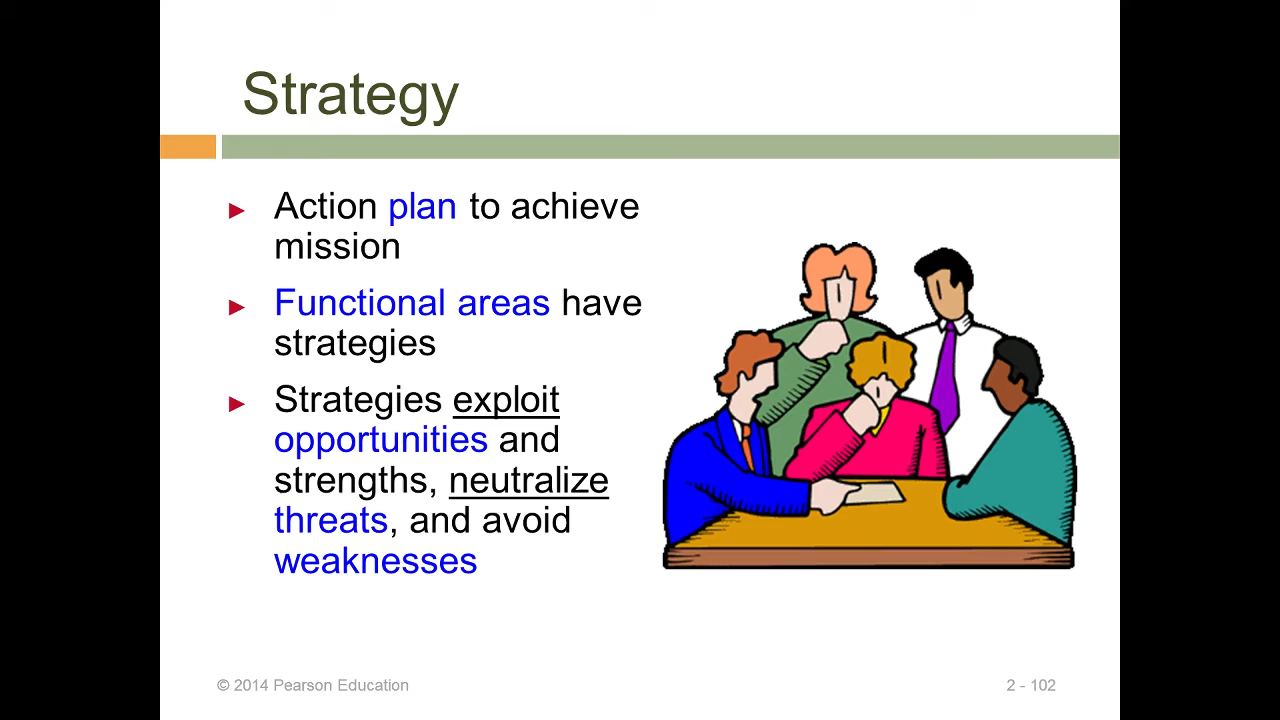 Strategy
► Action plan to achieve
mission
► Functional areas have
strategies
► Strategies exploit
opportunities and
strengths, neutralize
threats, and avoid
weaknesses
© 2014 Pearson Education
2 - 102